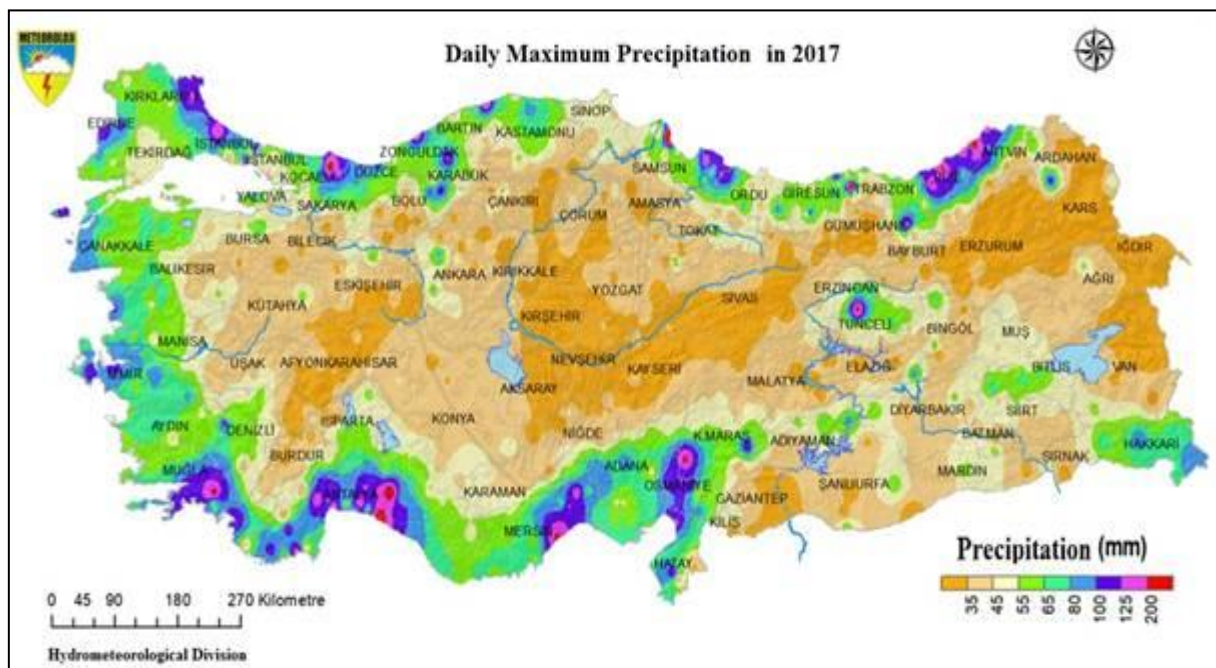 METEOROLOJI
Daily Maximum Precipitation in 2017
KIRKLARELİ
EDİRNE
TEKİRDAĞ
İSTANBUL
İSTANBUL
KOCAELİ
YALOVA
SAKARYA
DÜZCE
ZONGULDAK
BARTIN
KARABÜK
KASTAMONU
SİNOP
BOLU
ÇANKIRI
ÇORUM
SAMSUN
AMASYA
TOKAT
ORDU
GİRESUN
TRABZON
RİZE
ARTVİN
ARDAHAN
KARS
GÜMÜŞHANE
BAYBURT
ERZURUM
IĞDIR
AĞRI
ÇANAKKALE
BALIKESİR
BURSA
BİLECİK
KÜTAHYA
ESKİŞEHİR
ANKARA
KIRIKKALE
YOZGAT
SİVAS
ERZİNCAN
TUNCELİ
BİNGÖL
MUŞ
BİTLİS
VAN
MANİSA
İZMİR
UŞAK
AFYONKARAHİSAR
KIRŞEHİR
NEVŞEHİR
AKSARAY
KAYSERİ
MALATYA
ELAZIĞ
DİYARBAKIR
SİİRT
BATMAN
ŞIRNAK
HAKKARİ
AYDIN
DENİZLİ
ISPARTA
BURDUR
KONYA
NİĞDE
K.MARAŞ
ADIYAMAN
MARDİN
MUĞLA
ANTALYA
KARAMAN
MERSİN
ADANA
OSMANİYE
GAZİANTEP
ŞANLIURFA
KİLİS
HATAY
Precipitation (mm)
35 45 55 65 80 100 125 200
0 45 90 180 270 Kilometre
Hydrometeorological Division